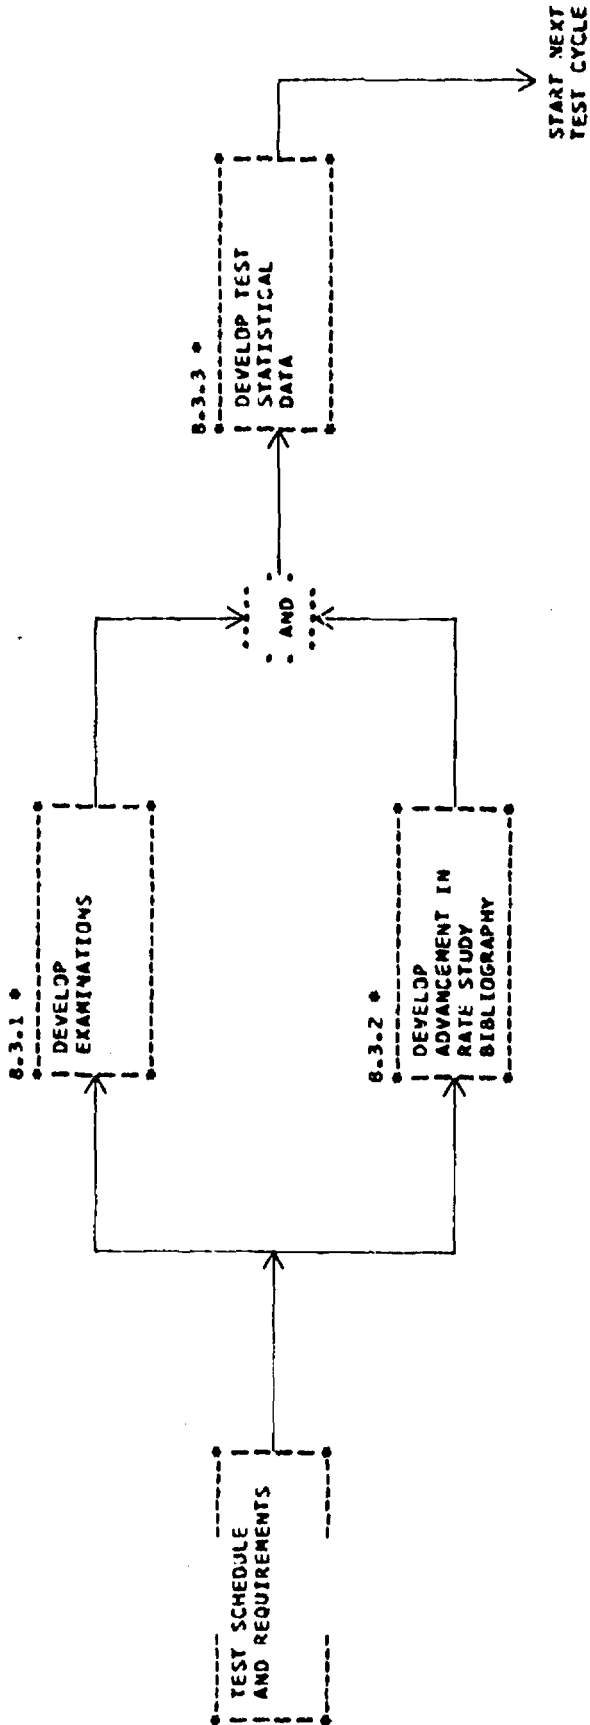 TEST SCHEDULE
AND REQUIREMENTS
8.3.1 *
DEVELOP
EXAMINATIONS
8.3.2 *
DEVELOP
ADVANCEMENT IN
RATE STUDY
BIBLIOGRAPHY
AND
8.3.3 *
DEVELOP TEST
STATISTICAL
DATA
START NEXT
TEST CYCLE